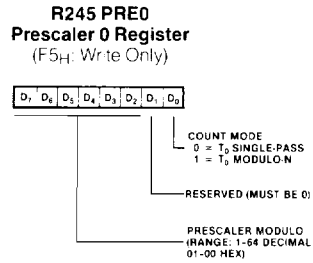 R245 PRE0
Prescaler 0 Register
(F5H: Write Only)
D7 D6 D5 D4 D3 D2 D1 D0
COUNT MODE
0 = T0 SINGLE-PASS
1 = T0 MODULO-N
RESERVED (MUST BE 0)
PRESCALER MODULO
(RANGE: 1-64 DECIMAL
01-00 HEX)